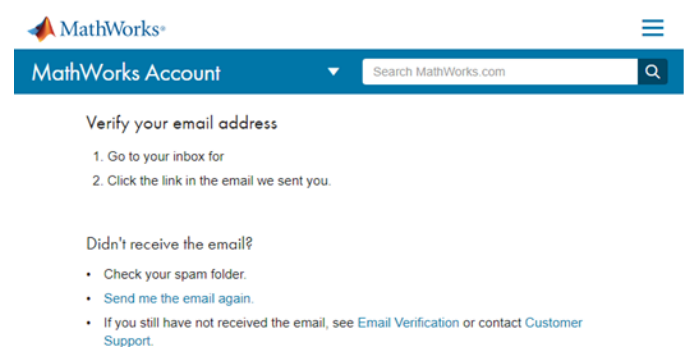 MathWorks®
MathWorks Account
Search MathWorks.com
Verify your email address
1. Go to your inbox for
2. Click the link in the email we sent you.
Didn't receive the email?
• Check your spam folder.
• Send me the email again.
• If you still have not received the email, see Email Verification or contact Customer
Support.